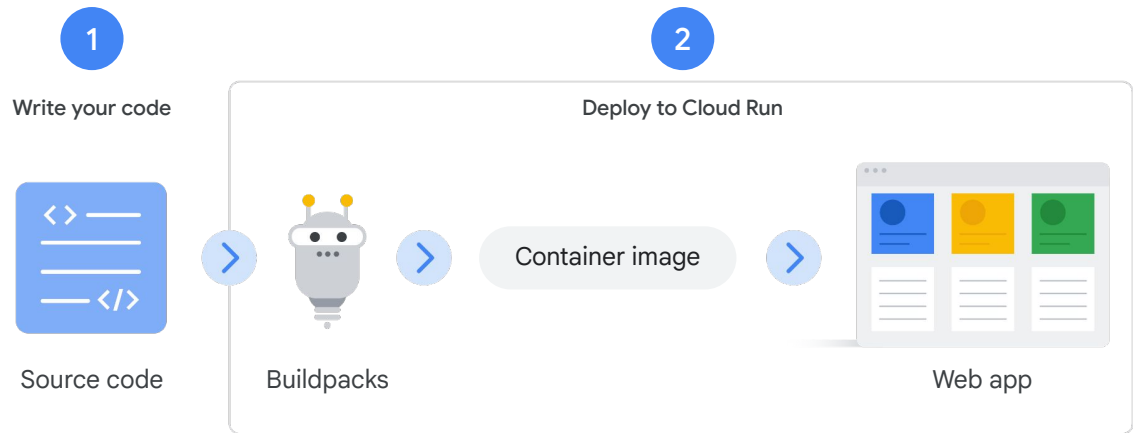 1
2
Write your code
Deploy to Cloud Run
< >
</>
Container image
Source code
Buildpacks
Web app